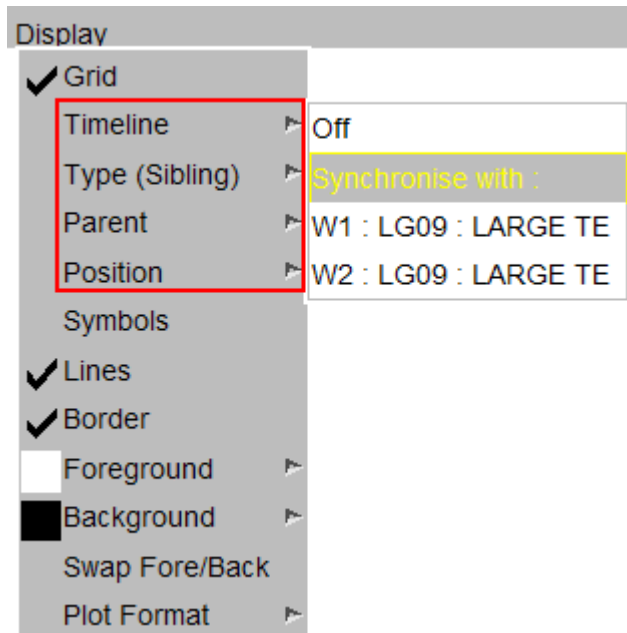 Display
Grid
Timeline
Off
Type (Sibling)
Synchronise with :
Parent
W1 : LG09 : LARGE TE
Position
W2 : LG09 : LARGE TE
Symbols
Lines
Border
Foreground
Background
Swap Fore/Back
Plot Format